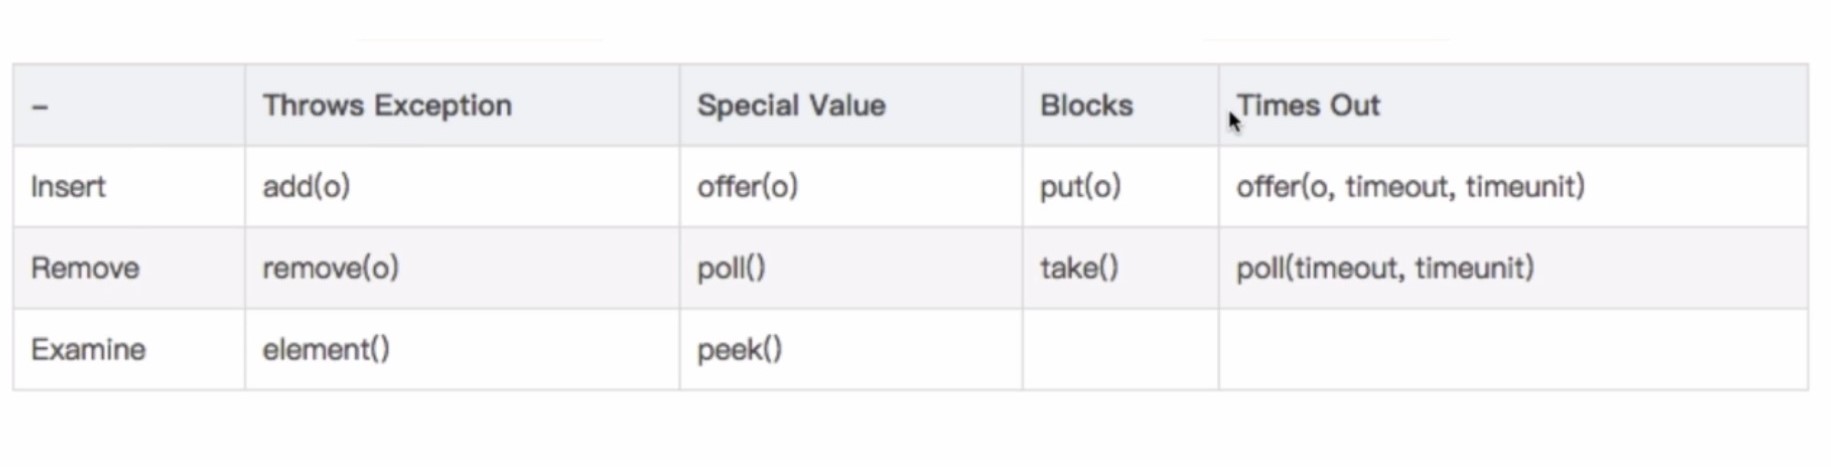 – Throws Exception Special Value Blocks Times Out
Insert add(o) offer(o) put(o) offer(o, timeout, timeunit)
Remove remove(o) poll() take() poll(timeout, timeunit)
Examine element() peek()